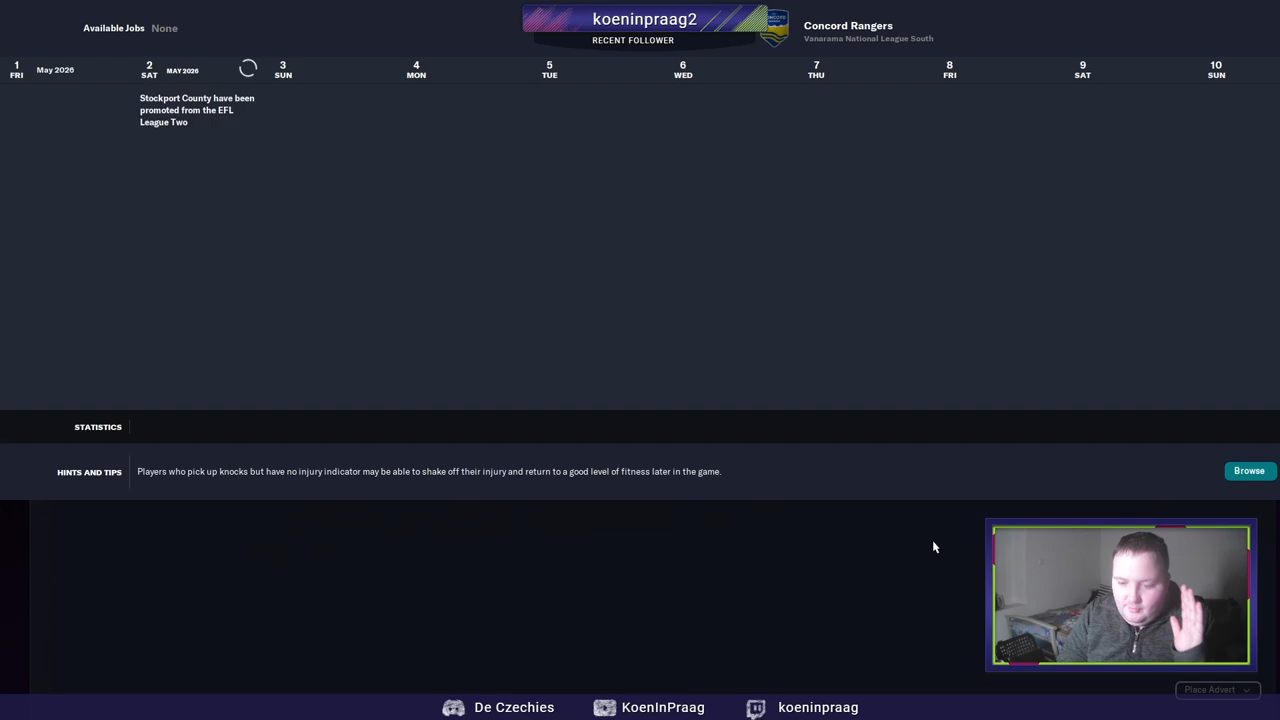 Available Jobs None
koeninpraag2
RECENT FOLLOWER
Concord Rangers
Vanarama National League South
1 FRI May 2026
2 SAT MAY 2026
3 SUN
4 MON
5 TUE
6 WED
7 THU
8 FRI
9 SAT
10 SUN
Stockport County have been
promoted from the EFL
League Two
STATISTICS
HINTS AND TIPS Players who pick up knocks but have no injury indicator may be able to shake off their injury and return to a good level of fitness later in the game.
Browse
Place Advert
De Czechies KoenInPraag koeninpraag